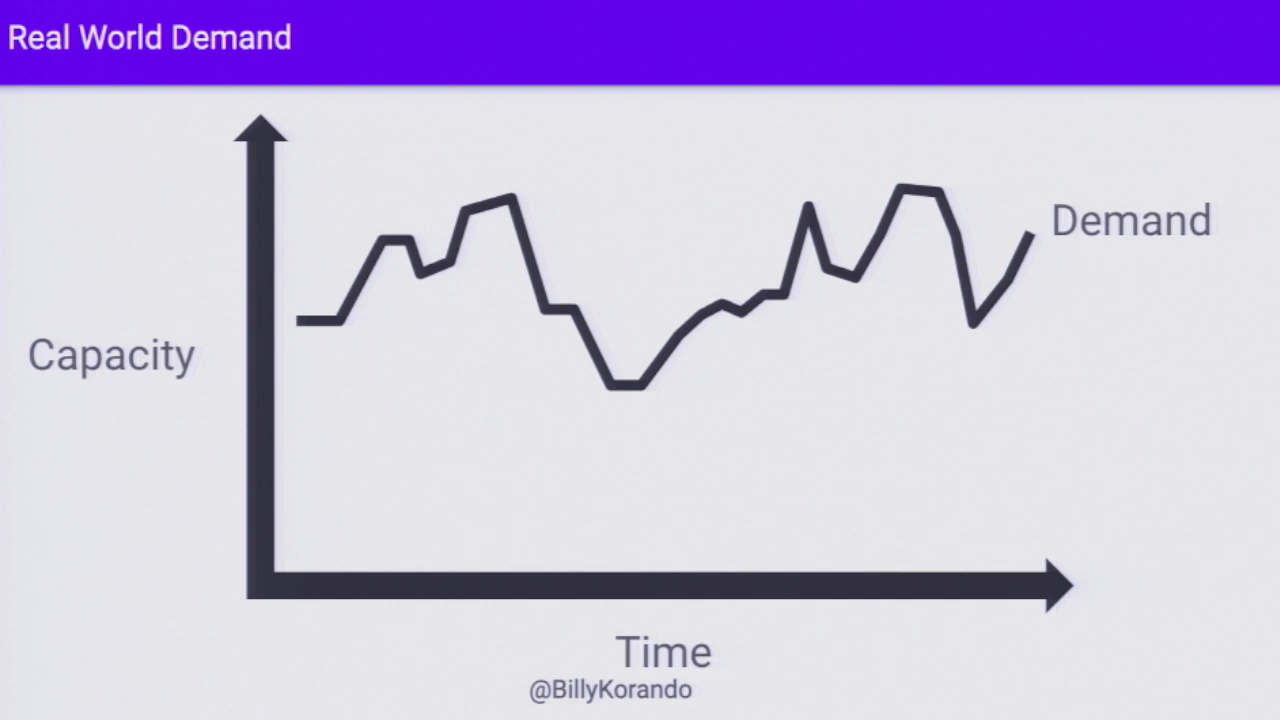 Real World Demand
Demand
Capacity
Time
@BillyKorando